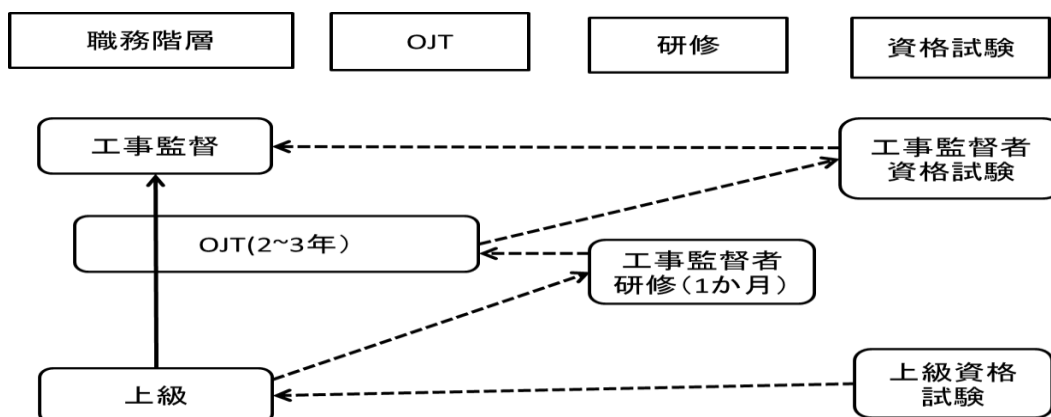 職務階層
OJT
研修
資格試験
工事監督
工事監督者
資格試験
OJT(2~3年）
工事監督者
研修（1か月）
上級
上級資格
試験